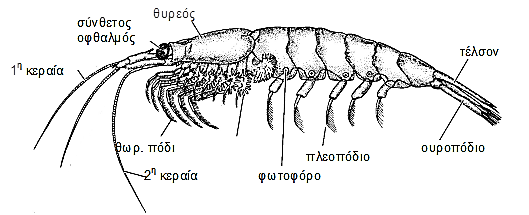 σύνθετος
οφθαλμός
θυρεός
τέλσον
1η κεραία
θωρ. πόδι
πλεοπόδιο
ουροπόδιο
2η κεραία
φωτοφόρο